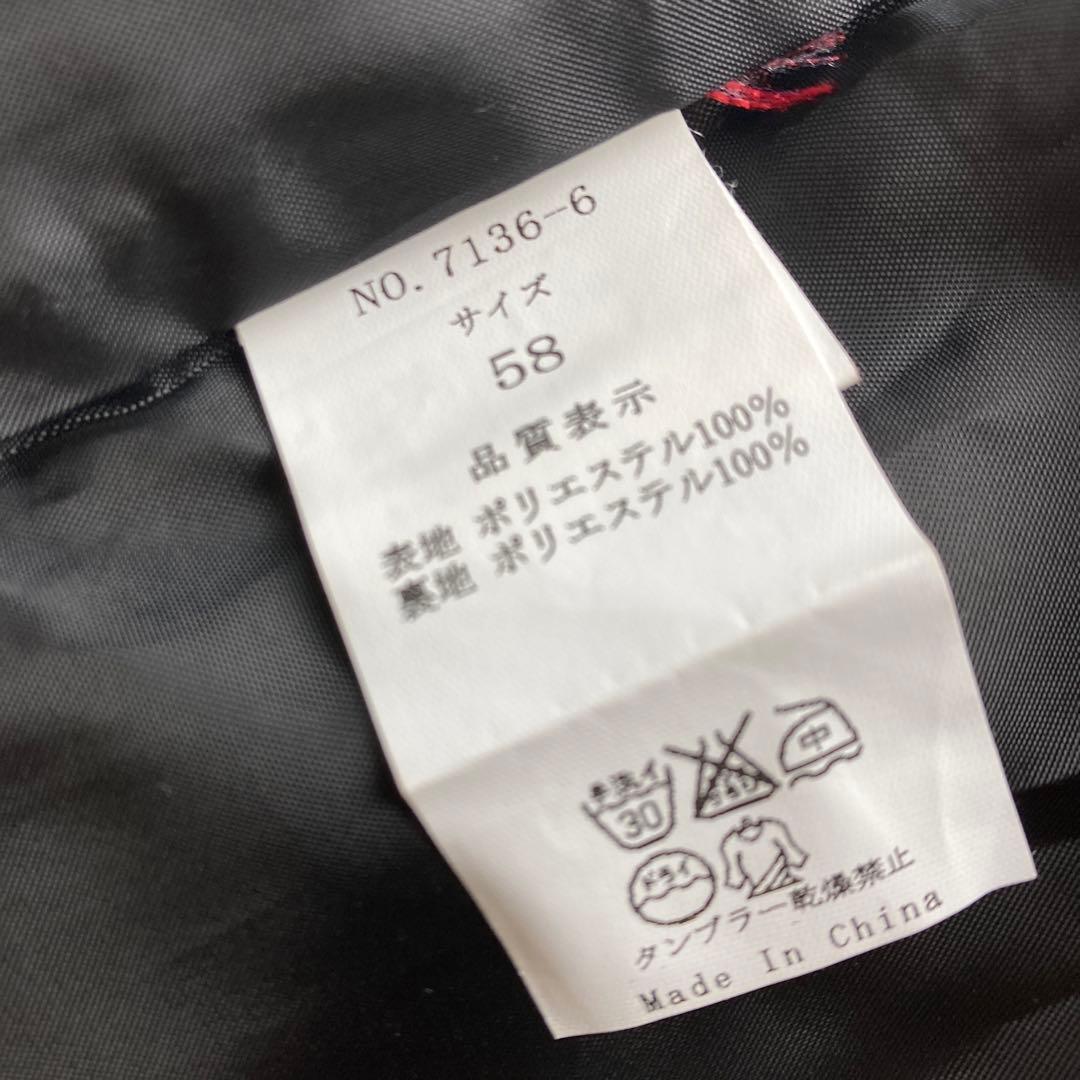 NO. 7136-6
サイズ
58
品質表示
表地 ポリエステル100%
裏地 ポリエステル100%
手洗イ
30
中
ドライ
タンブラー乾燥禁止
Made In China